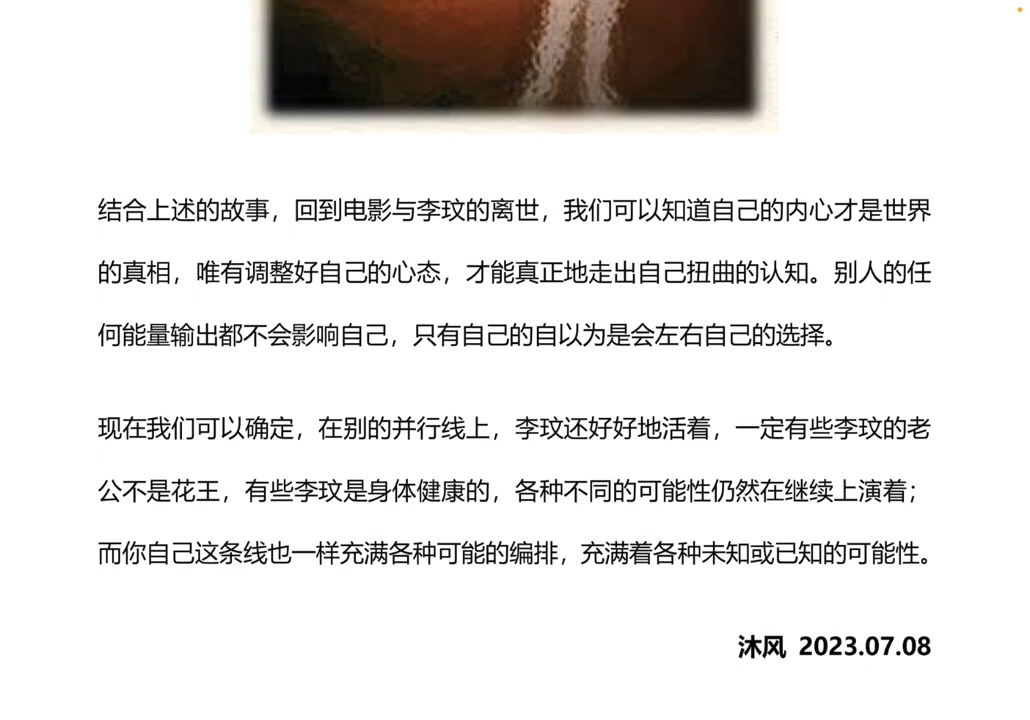 结合上述的故事，回到电影与李玟的离世，我们可以知道自己的内心才是世界
的真相，唯有调整好自己的心态，才能真正地走出自己扭曲的认知。别人的任
何能量输出都不会影响自己，只有自己的自以为是会左右自己的选择。
现在我们可以确定，在别的并行线上，李玟还好好地活着，一定有些李玟的老
公不是花王，有些李玟是身体健康的，各种不同的可能性仍然在继续上演着；
而你自己这条线也一样充满各种可能的编排，充满着各种未知或已知的可能性。
沐风 2023.07.08